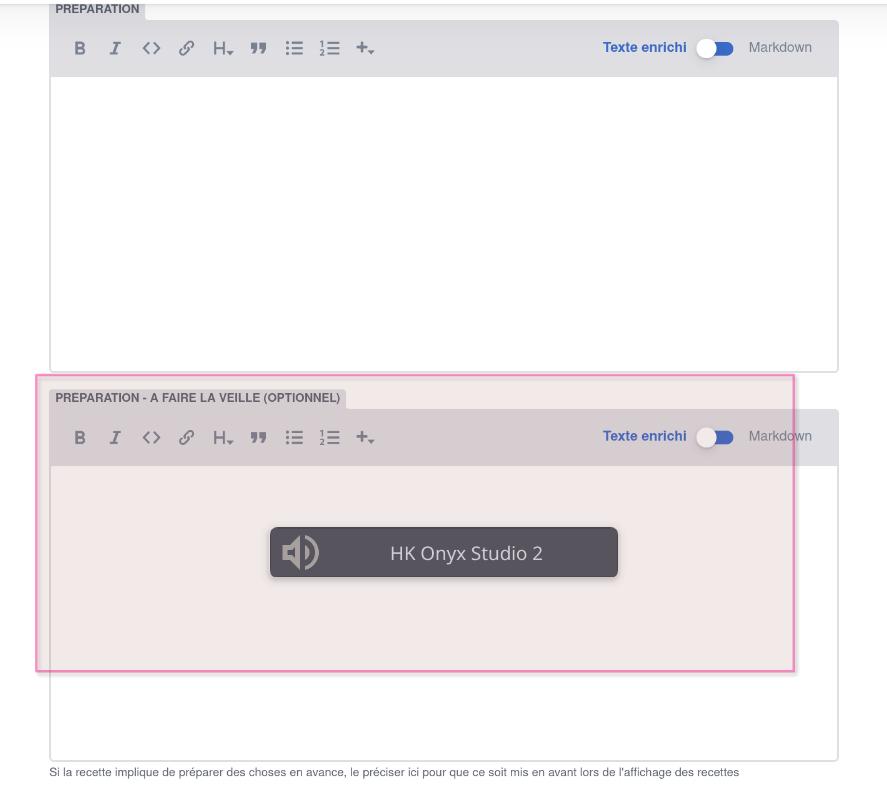 PREPARATION
B I <> H Texte enrichi Markdown
PREPARATION - A FAIRE LA VEILLE (OPTIONNEL)
B I <> H Texte enrichi Markdown
HK Onyx Studio 2
Si la recette implique de préparer des choses en avance, le préciser ici pour que ce soit mis en avant lors de l'affichage des recettes